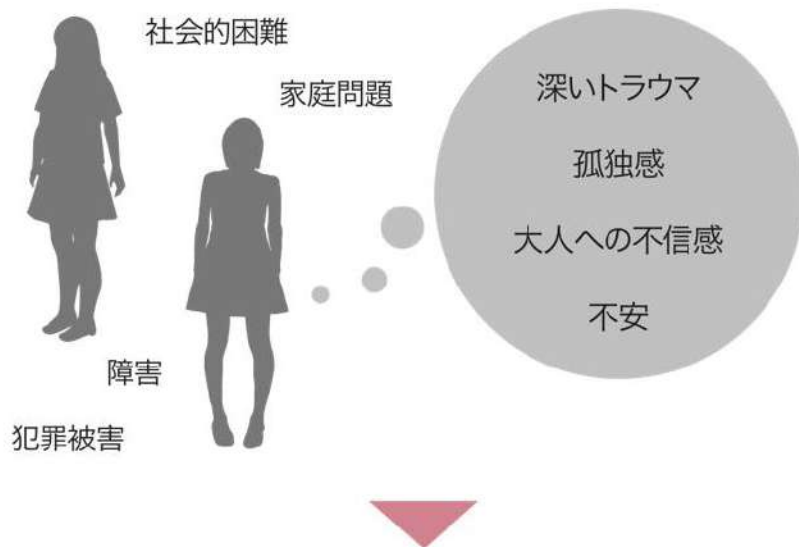 社会的困難
家庭問題
障害
犯罪被害
深いトラウマ
孤独感
大人への不信感
不安